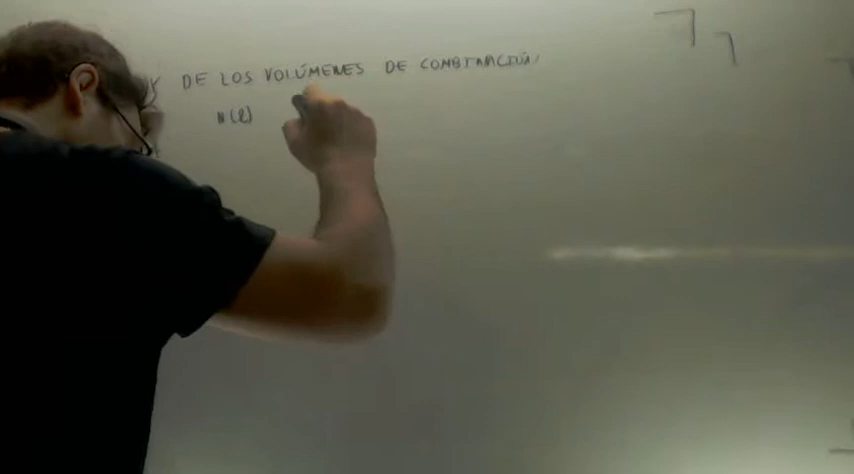 DE LOS VOLÚMENES DE COMBINACIÓN
N(l)